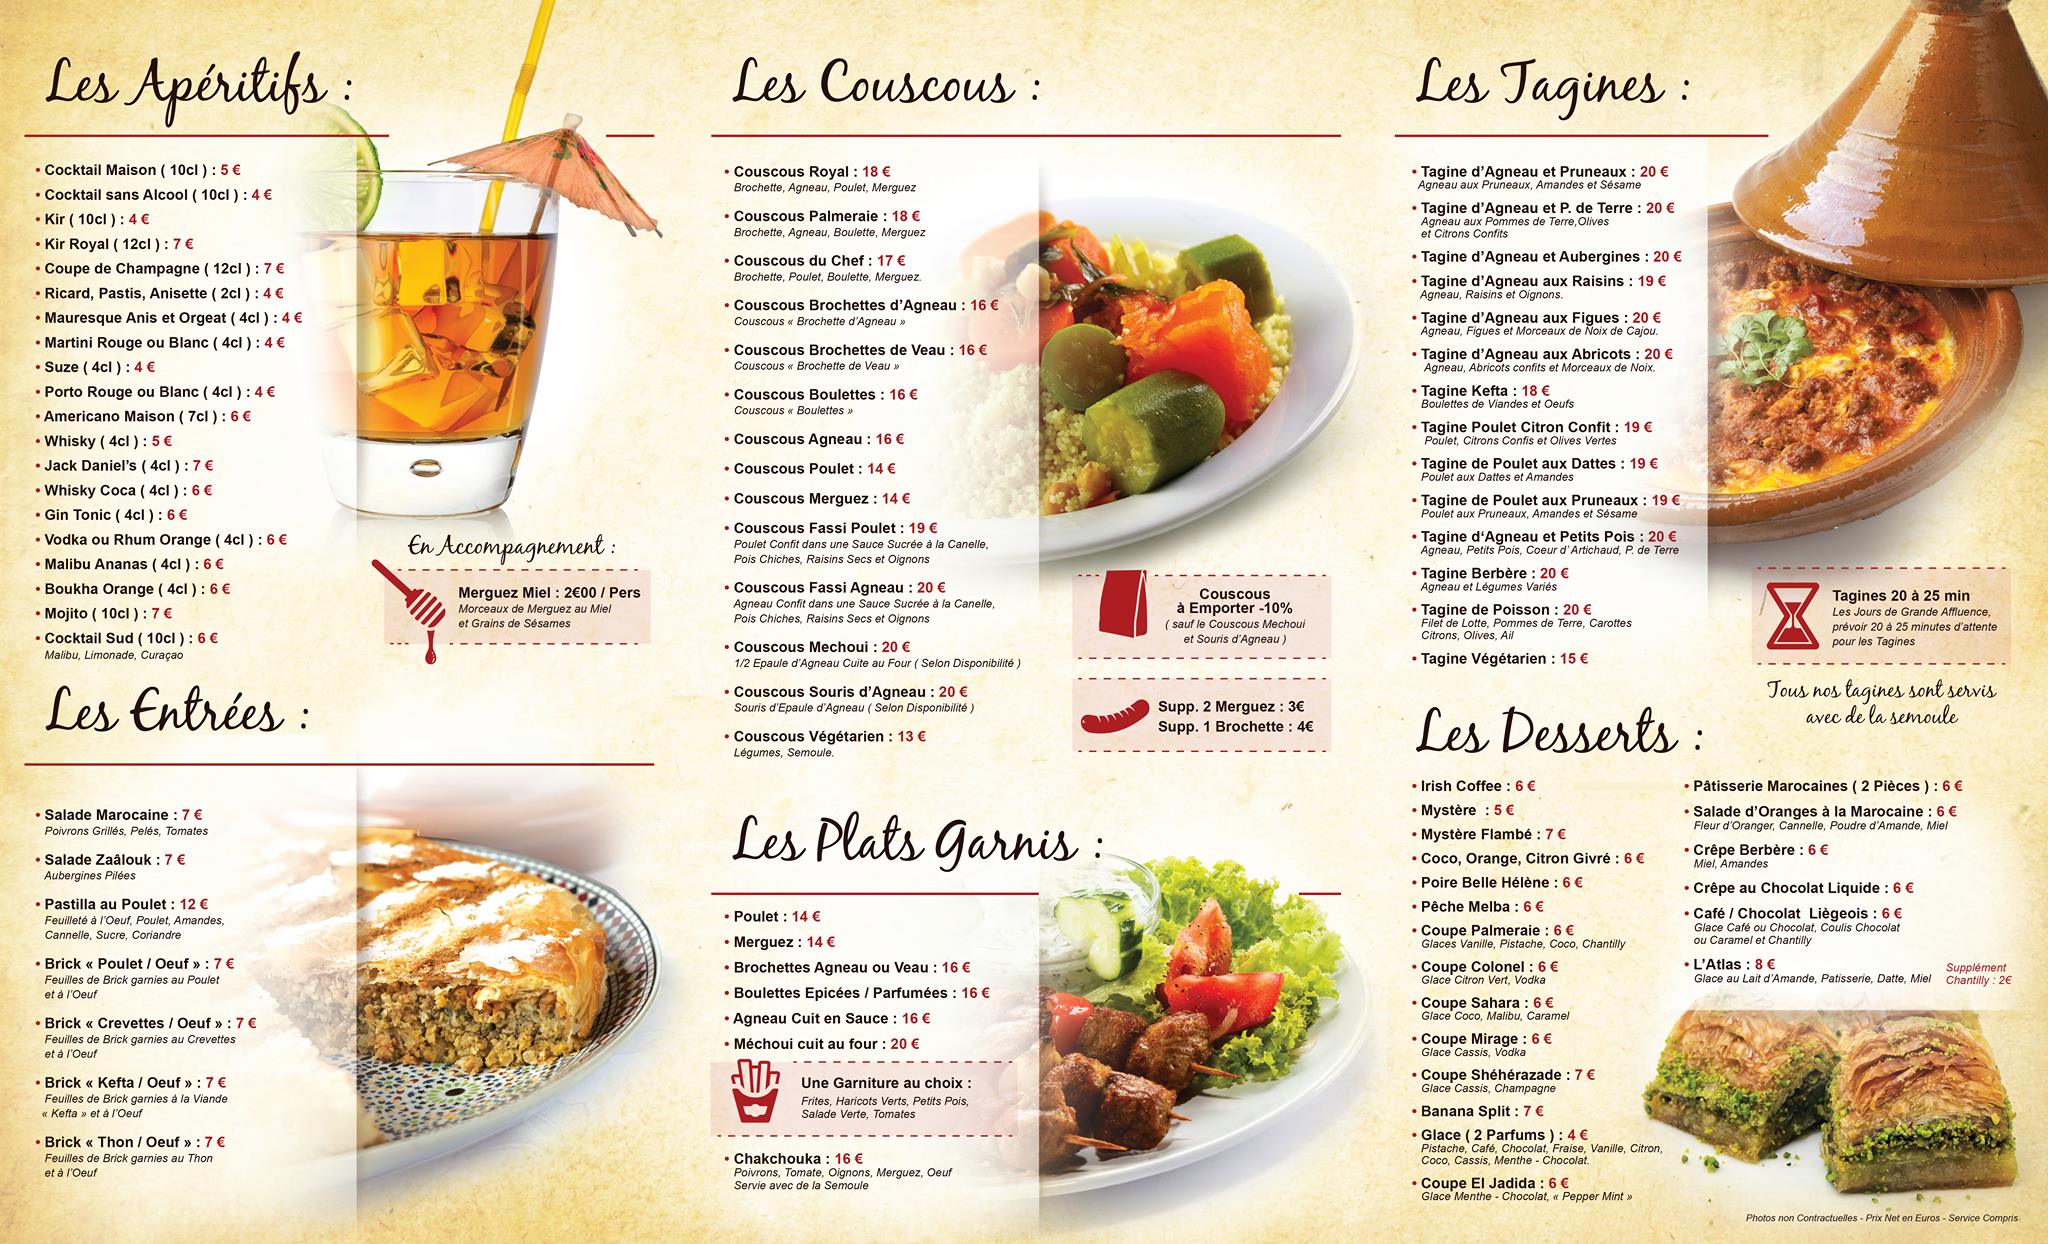 Les Apéritifs :
• Cocktail Maison ( 10cl ) : 5 €
• Cocktail sans Alcool ( 10cl ) : 4 €
• Kir ( 10cl ) : 4 €
• Kir Royal ( 12cl ) : 7 €
• Coupe de Champagne ( 12cl ) : 7 €
• Ricard, Pastis, Anisette ( 2cl ) : 4 €
• Mauresque Anis et Orgeat ( 4cl ) : 4 €
• Martini Rouge ou Blanc ( 4cl ) : 4 €
• Suze ( 4cl ) : 4 €
• Porto Rouge ou Blanc ( 4cl ) : 4 €
• Americano Maison ( 7cl ) : 6 €
• Whisky ( 4cl ) : 5 €
• Jack Daniel's ( 4cl ) : 7 €
• Whisky Coca ( 4cl ) : 6 €
• Gin Tonic ( 4cl ) : 6 €
• Vodka ou Rhum Orange ( 4cl ) : 6 €
• Malibu Ananas ( 4cl ) : 6 €
• Boukha Orange ( 4cl ) : 6 €
• Mojito ( 10cl ) : 7 €
• Cocktail Sud ( 10cl ) : 6 €
Malibu, Limonade, Curaçao
En Accompagnement :
Merguez Miel : 2€00 / Pers
Morceaux de Merguez au Miel
et Grains de Sésames
Les Entrées :
• Salade Marocaine : 7 €
Poivrons Grillés, Pelés, Tomates
• Salade Zaâlouk : 7 €
Aubergines Pilées
• Pastilla au Poulet : 12 €
Feuilleté à l'Oeuf, Poulet, Amandes,
Cannelle, Sucre, Coriandre
• Brick « Poulet / Oeuf » : 7 €
Feuilles de Brick garnies au Poulet
et à l'Oeuf
• Brick « Crevettes / Oeuf » : 7 €
Feuilles de Brick garnies au Crevettes
et à l'Oeuf
• Brick « Kefta / Oeuf » : 7 €
Feuilles de Brick garnies à la Viande
« Kefta » et à l'Oeuf
• Brick « Thon / Oeuf » : 7 €
Feuilles de Brick garnies au Thon
et à l'Oeuf
Les Couscous :
• Couscous Royal : 18 €
Brochette, Agneau, Poulet, Merguez
• Couscous Palmeraie : 18 €
Brochette, Agneau, Boulette, Merguez
• Couscous du Chef : 17 €
Brochette, Poulet, Boulette, Merguez.
• Couscous Brochettes d'Agneau : 16 €
Couscous « Brochette d'Agneau »
• Couscous Brochettes de Veau : 16 €
Couscous « Brochette de Veau »
• Couscous Boulettes : 16 €
Couscous « Boulettes »
• Couscous Agneau : 16 €
• Couscous Poulet : 14 €
• Couscous Merguez : 14 €
• Couscous Fassi Poulet : 19 €
Poulet Confit dans une Sauce Sucrée à la Canelle,
Pois Chiches, Raisins Secs et Oignons
• Couscous Fassi Agneau : 20 €
Agneau Confit dans une Sauce Sucrée à la Canelle,
Pois Chiches, Raisins Secs et Oignons
• Couscous Mechoui : 20 €
1/2 Epaule d'Agneau Cuite au Four ( Selon Disponibilité )
• Couscous Souris d'Agneau : 20 €
Souris d'Epaule d'Agneau ( Selon Disponibilité )
• Couscous Végétarien : 13 €
Légumes, Semoule.
Couscous
à Emporter -10%
( sauf le Couscous Mechoui
et Souris d'Agneau )
Supp. 2 Merguez : 3€
Supp. 1 Brochette : 4€
Les Plats Garnis :
• Poulet : 14 €
• Merguez : 14 €
• Brochettes Agneau ou Veau : 16 €
• Boulettes Epicées / Parfumées : 16 €
• Agneau Cuit en Sauce : 16 €
• Méchoui cuit au four : 20 €
Une Garniture au choix :
Frites, Haricots Verts, Petits Pois,
Salade Verte, Tomates
• Chakchouka : 16 €
Poivrons, Tomate, Oignons, Merguez, Oeuf
Servie avec de la Semoule
Les Tagines :
• Tagine d'Agneau et Pruneaux : 20 €
Agneau aux Pruneaux, Amandes et Sésame
• Tagine d'Agneau et P. de Terre : 20 €
Agneau aux Pommes de Terre,Olives
et Citrons Confits
• Tagine d'Agneau et Aubergines : 20 €
• Tagine d'Agneau aux Raisins : 19 €
Agneau, Raisins et Oignons.
• Tagine d'Agneau aux Figues : 20 €
Agneau, Figues et Morceaux de Noix de Cajou.
• Tagine d'Agneau aux Abricots : 20 €
Agneau, Abricots confits et Morceaux de Noix.
• Tagine Kefta : 18 €
Boulettes de Viandes et Oeufs
• Tagine Poulet Citron Confit : 19 €
Poulet, Citrons Confis et Olives Vertes
• Tagine de Poulet aux Dattes : 19 €
Poulet aux Dattes et Amandes
• Tagine de Poulet aux Pruneaux : 19 €
Poulet aux Pruneaux, Amandes et Sésame
• Tagine d'Agneau et Petits Pois : 20 €
Agneau, Petits Pois, Coeur d'Artichaud, P. de Terre
• Tagine Berbère : 20 €
Agneau et Légumes Variés
• Tagine de Poisson : 20 €
Filet de Lotte, Pommes de Terre, Carottes
Citrons, Olives, Ail
• Tagine Végétarien : 15 €
Tagines 20 à 25 min
Les Jours de Grande Affluence,
prévoir 20 à 25 minutes d'attente
pour les Tagines
Tous nos tagines sont servis
avec de la semoule
Les Desserts :
• Irish Coffee : 6 €
• Mystère : 5 €
• Mystère Flambé : 7 €
• Coco, Orange, Citron Givré : 6 €
• Poire Belle Hélène : 6 €
• Pêche Melba : 6 €
• Coupe Palmeraie : 6 €
Glaces Vanille, Pistache, Coco, Chantilly
• Coupe Colonel : 6 €
Glace Citron Vert, Vodka
• Coupe Sahara : 6 €
Glace Coco, Malibu, Caramel
• Coupe Mirage : 6 €
Glace Cassis, Vodka
• Coupe Shéhérazade : 7 €
Glace Cassis, Champagne
• Banana Split : 7 €
• Glace ( 2 Parfums ) : 4 €
Pistache, Café, Chocolat, Fraise, Vanille, Citron,
Coco, Cassis, Menthe - Chocolat.
• Coupe El Jadida : 6 €
Glace Menthe - Chocolat, « Pepper Mint »
• Pâtisserie Marocaines ( 2 Pièces ) : 6 €
• Salade d'Oranges à la Marocaine : 6 €
Fleur d'Oranger, Cannelle, Poudre d'Amande, Miel
• Crêpe Berbère : 6 €
Miel, Amandes
• Crêpe au Chocolat Liquide : 6 €
• Café / Chocolat Liègeois : 6 €
Glace Café ou Chocolat, Coulis Chocolat
ou Caramel et Chantilly
• L'Atlas : 8 €
Glace au Lait d'Amande, Patisserie, Datte, Miel
Supplément
Chantilly : 2€
Photos non Contractuelles - Prix Net en Euros - Service Compris